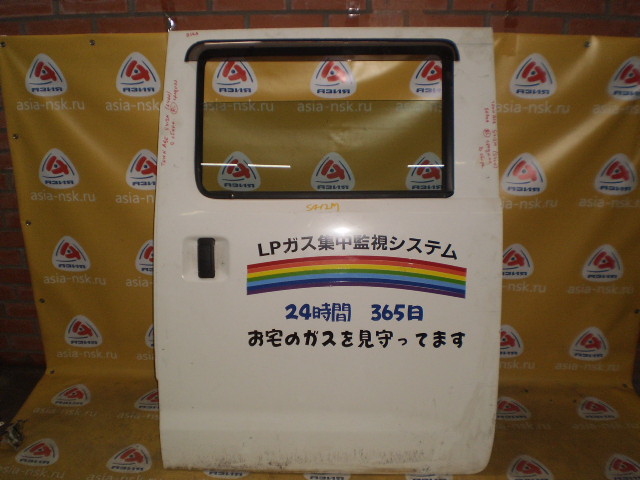 LPガス集中監視システム
24時間 365日
お宅のガスを見守ってます
АЗИЯ
asia-nsk.ru